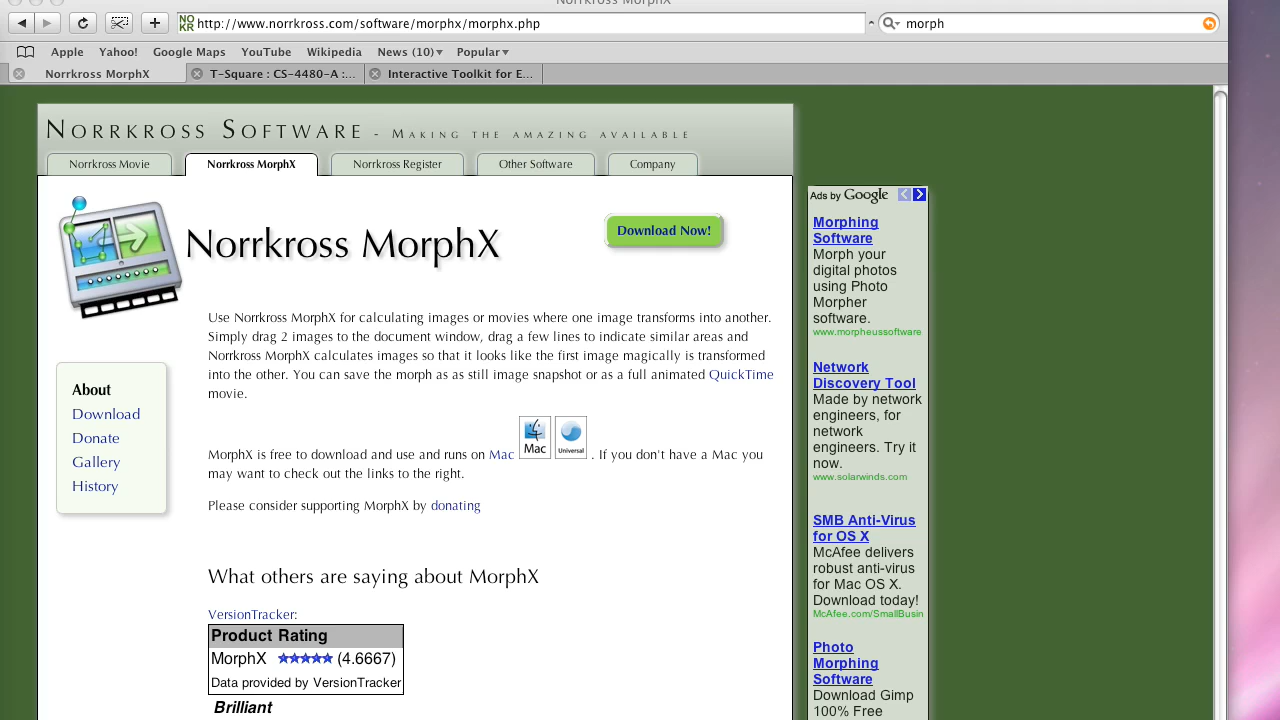 Norrkross MorphX
http://www.norrkross.com/software/morphx/morphx.php
morph
Apple Yahoo! Google Maps YouTube Wikipedia News (10) Popular
Norrkross MorphX T-Square : CS-4480-A :... Interactive Toolkit for E...
Norrkross Software - Making the amazing available
Norrkross Movie Norrkross MorphX Norrkross Register Other Software Company
Norrkross MorphX
Download Now!
Use Norrkross MorphX for calculating images or movies where one image transforms into another.
Simply drag 2 images to the document window, drag a few lines to indicate similar areas and
Norrkross MorphX calculates images so that it looks like the first image magically is transformed
into the other. You can save the morph as as still image snapshot or as a full animated QuickTime
movie.
MorphX is free to download and use and runs on Mac Mac Universal . If you don't have a Mac you
may want to check out the links to the right.
Please consider supporting MorphX by donating
About
Download
Donate
Gallery
History
What others are saying about MorphX
VersionTracker:
Product Rating
MorphX (4.6667)
Data provided by VersionTracker
Brilliant
Ads by Google
Morphing
Software
Morph your
digital photos
using Photo
Morpher
software.
www.morpheussoftware
Network
Discovery Tool
Made by network
engineers, for
network
engineers. Try it
now.
www.solarwinds.com
SMB Anti-Virus
for OS X
McAfee delivers
robust anti-virus
for Mac OS X.
Download today!
McAfee.com/SmallBusin
Photo
Morphing
Software
Download Gimp
100% Free